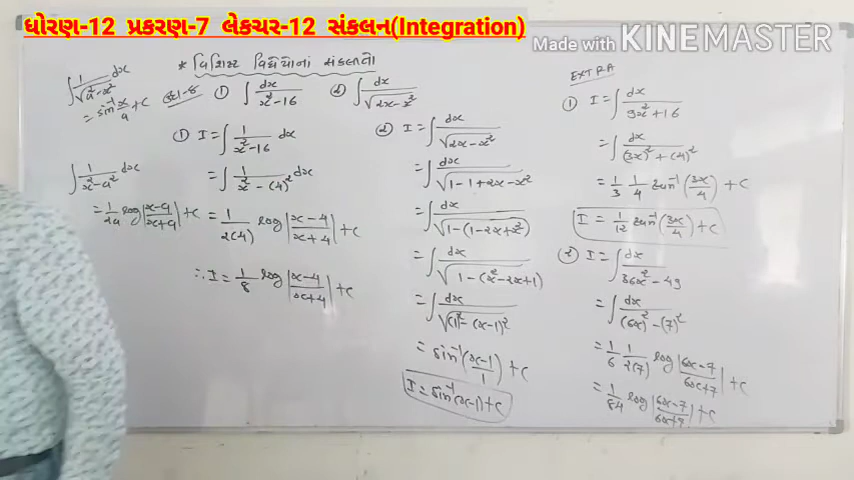 ધોરણ-12 પ્રકરણ-7 લેકચર-12 સંકલન(Integration)
Made with KINEMASTER
* વિશિષ્ટ વિધેયોનાં સંકલનો
∫ 1/√(a²-x²) dx
= sin⁻¹ x/a + c
∫ 1/(x²-a²) dx
= 1/2a log|(x-a)/(x+a)| + c
① ∫ dx/(x²-16) ② ∫ dx/√(2x-x²)
① I = ∫ 1/(x²-16) dx
= ∫ 1/(x²-(4)²) dx
= 1/2(4) log|(x-4)/(x+4)| + c
∴ I = 1/8 log|(x-4)/(x+4)| + c
② I = ∫ dx/√(2x-x²)
= ∫ dx/√(1-1+2x-x²)
= ∫ dx/√(1-(1-2x+x²))
= ∫ dx/√(1-(x²-2x+1))
= ∫ dx/√((1)²-(x-1)²)
= sin⁻¹((x-1)/1) + c
I = sin⁻¹(x-1) + c
EXTRA
① I = ∫ dx/(9x²+16)
= ∫ dx/((3x)²+(4)²)
= 1/3 1/4 tan⁻¹(3x/4) + c
I = 1/12 tan⁻¹(3x/4) + c
② I = ∫ dx/(36x²-49)
= ∫ dx/((6x)²-(7)²)
= 1/6 1/2(7) log|(6x-7)/(6x+7)| + c
= 1/84 log|(6x-7)/(6x+7)| + c